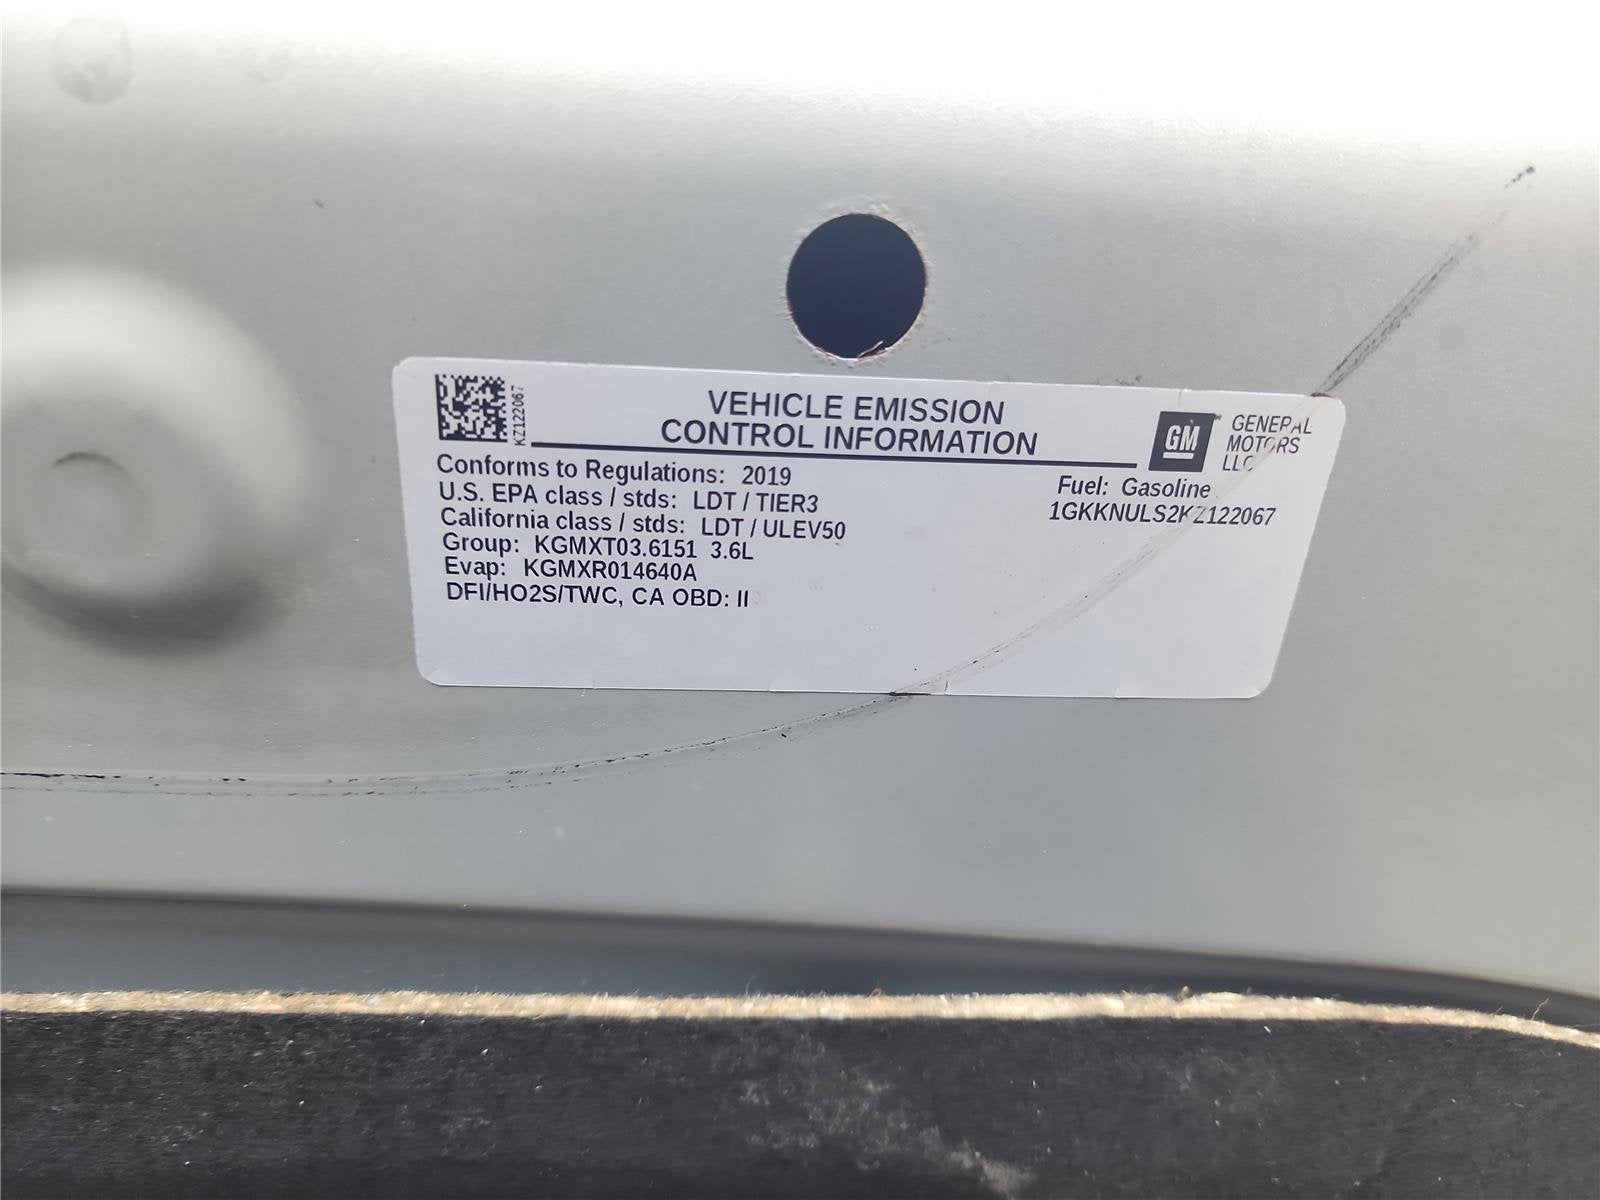 KZ122067
VEHICLE EMISSION
CONTROL INFORMATION
GM
GENERAL
MOTORS
LLC
Conforms to Regulations: 2019
U.S. EPA class / stds: LDT / TIER3
California class / stds: LDT / ULEV50
Group: KGMXT03.6151 3.6L
Evap: KGMXR014640A
DFI/HO2S/TWC, CA OBD: II
Fuel: Gasoline
1GKKNULS2KZ122067